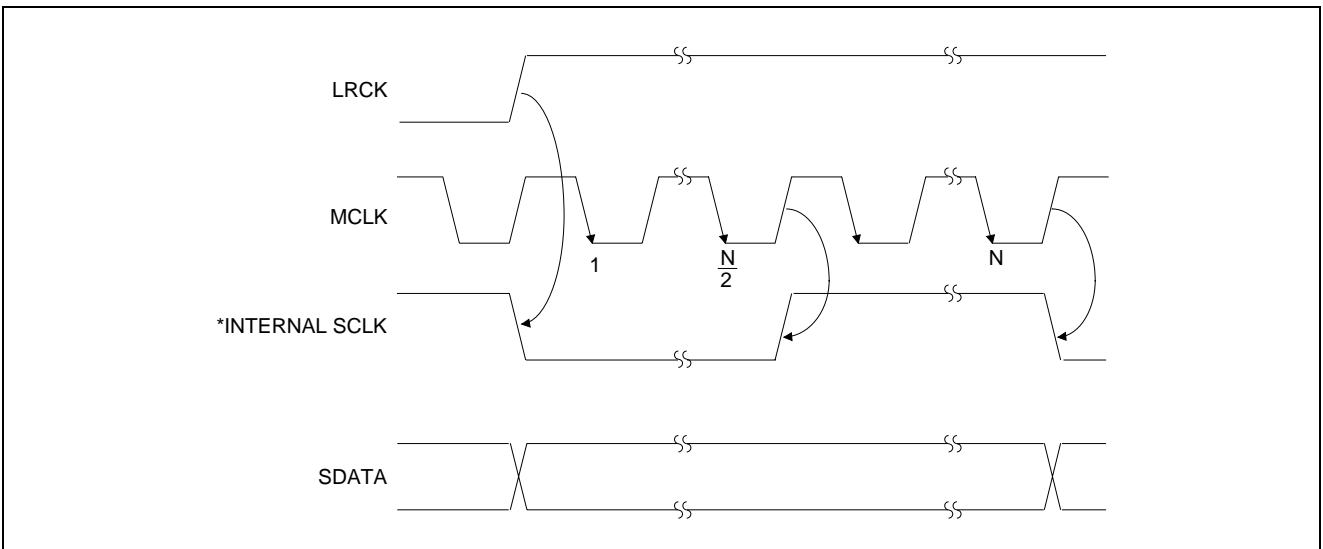 LRCK
MCLK
1
N
2
N
*INTERNAL SCLK
SDATA